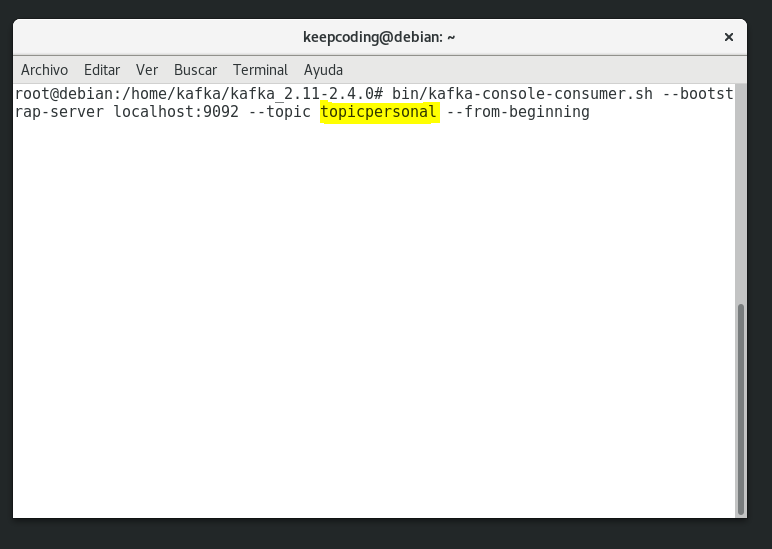 keepcoding@debian: ~
Archivo Editar Ver Buscar Terminal Ayuda
root@debian:/home/kafka/kafka_2.11-2.4.0# bin/kafka-console-consumer.sh --bootst
rap-server localhost:9092 --topic topicpersonal --from-beginning